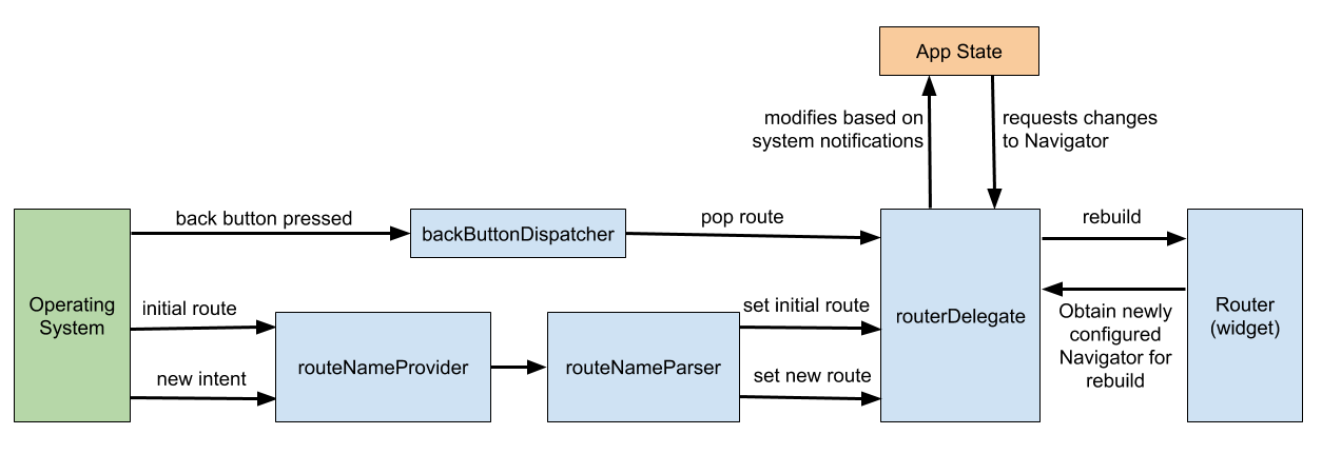 App State
modifies based on
system notifications
requests changes
to Navigator
back button pressed
backButtonDispatcher
pop route
rebuild
Operating
System
initial route
new intent
routeNameProvider
routeNameParser
set initial route
set new route
routerDelegate
Obtain newly
configured
Navigator for
rebuild
Router
(widget)